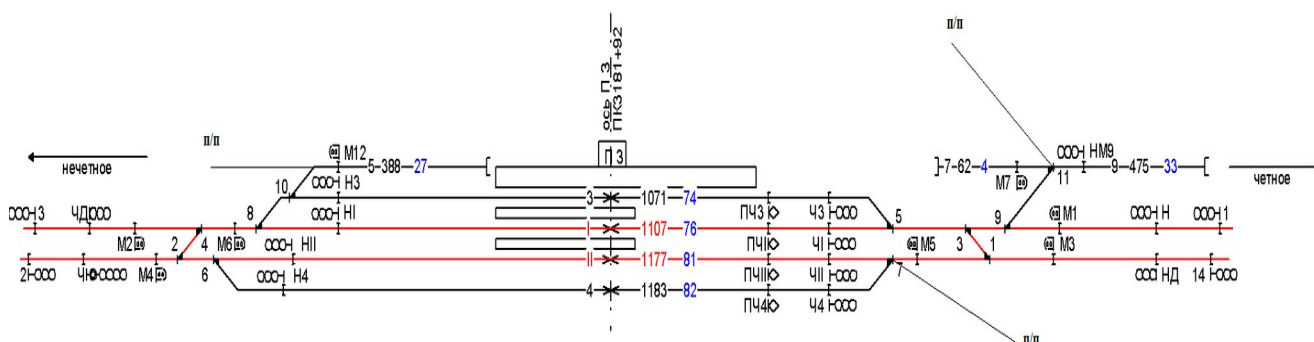 ось П 3
ПК3181+92
п/п
п/п
нечетное
М12
5-388-27
П 3
7-62-4
НМ9
9-475-33
четное
М7
11
10
Н3
3
1071
74
8
3
ЧД
НI
ПЧ3
Ч3
5
9
М1
Н
1
М2
2
4
М6
НII
I
1107
76
ПЧI
ЧI
М5
3
1
М3
2
М4
6
Н4
II
1177
81
ПЧII
ЧII
7
НД
14
4
1183
82
ПЧ4
Ч4
п/п